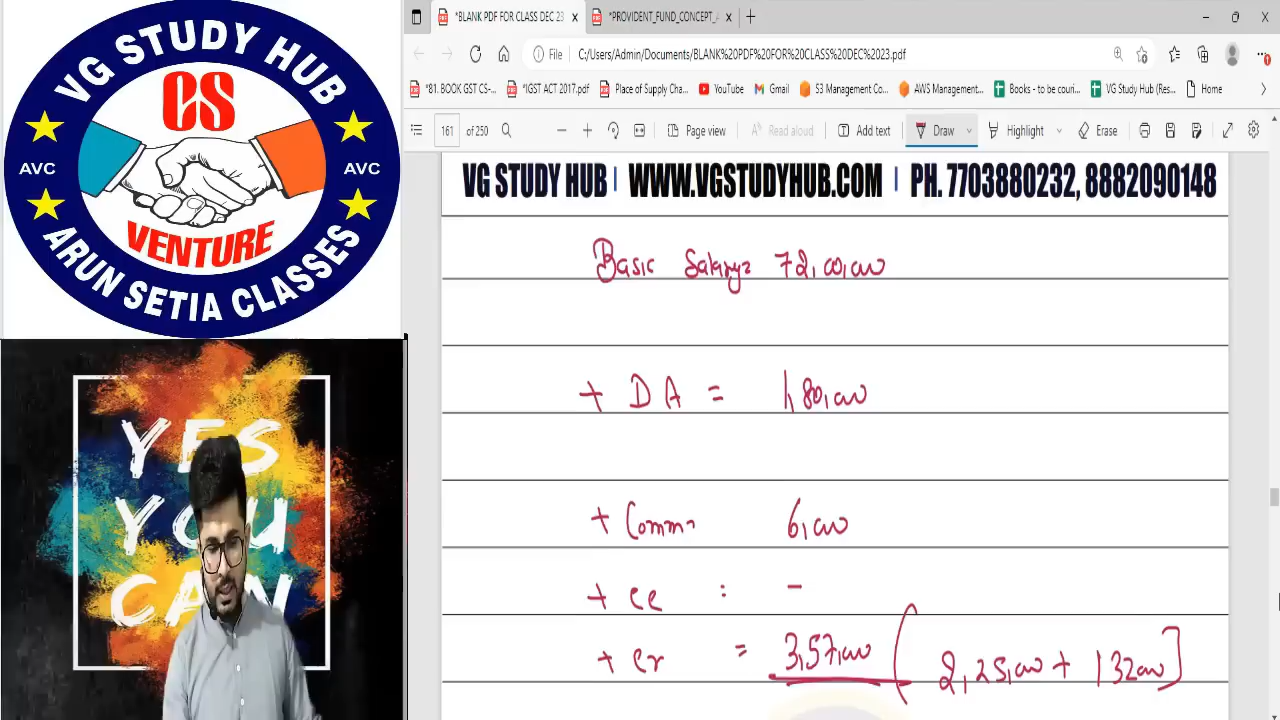 VG STUDY HUB
CS
AVC
AVC
VENTURE
ARUN SETIA CLASSES
YES
YOU
CAN
*BLANK PDF FOR CLASS DEC 23
*PROVIDENT_FUND_CONCEPT_A
File
C:/Users/Admin/Documents/BLANK%20PDF%20FOR%20CLASS%20DEC%2023.pdf
*81. BOOK GST CS-...
*IGST ACT 2017.pdf
Place of Supply Cha...
YouTube
Gmail
S3 Management Co...
AWS Management...
Books - to be couri...
VG Study Hub (Res...
Home
161 of 250
Page view
Read aloud
Add text
Draw
Highlight
Erase
VG STUDY HUB | WWW.VGSTUDYHUB.COM | PH. 7703880232, 8882090148
Basic Salary = 72,00,000
+ DA = 1,80,000
+ Comm- 6,000
+ ee : -
+ er = 3,57,000 ( 2,25,000 + 132000 ]